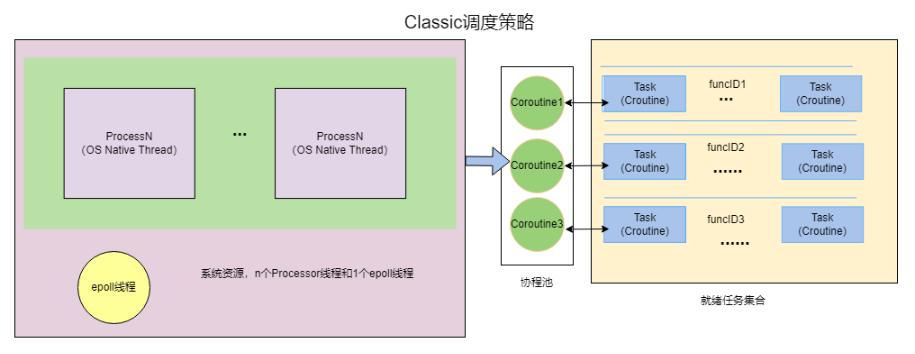 Classic调度策略
ProcessN
（OS Native Thread）
...
ProcessN
（OS Native Thread）
epoll线程
系统资源，n个Processor线程和1个epoll线程
Coroutine1
Coroutine2
Coroutine3
协程池
Task
(Croutine)
funcID1
...
Task
(Croutine)
Task
(Croutine)
funcID2
......
Task
(Croutine)
Task
(Croutine)
funcID3
......
Task
(Croutine)
就绪任务集合